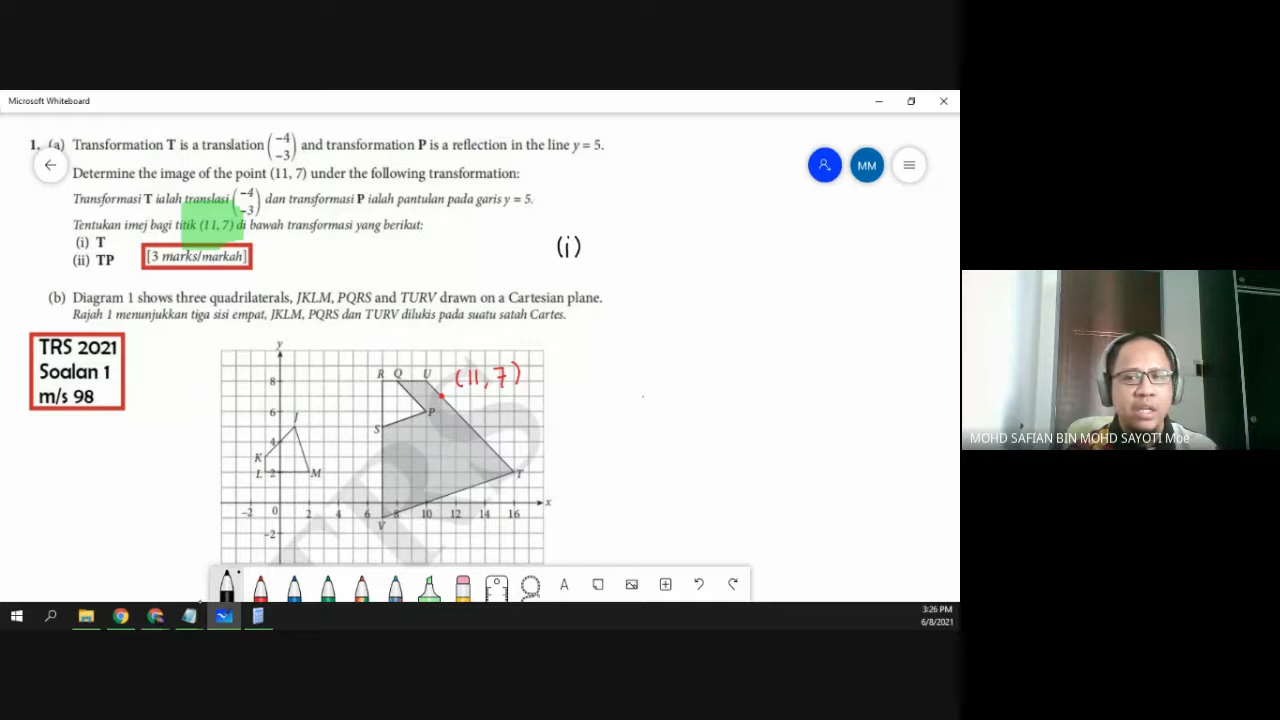 Microsoft Whiteboard
1. (a) Transformation T is a translation (−4 −3) and transformation P is a reflection in the line y = 5.
Determine the image of the point (11, 7) under the following transformation:
Transformasi T ialah translasi (−4 −3) dan transformasi P ialah pantulan pada garis y = 5.
Tentukan imej bagi titik (11, 7) di bawah transformasi yang berikut:
(i) T
(ii) TP [3 marks/markah]
(i)
(b) Diagram 1 shows three quadrilaterals, JKLM, PQRS and TURV drawn on a Cartesian plane.
Rajah 1 menunjukkan tiga sisi empat, JKLM, PQRS dan TURV dilukis pada suatu satah Cartes.
TRS 2021
Soalan 1
m/s 98
y
8 R Q U (11, 7)
6 J P
4 S
K
L 2 M T
−2 0 2 4 6 8 10 12 14 16 x
V
−2
TRS
MM
A
MOHD SAFIAN BIN MOHD SAYOTI Moe
3:26 PM
6/8/2021